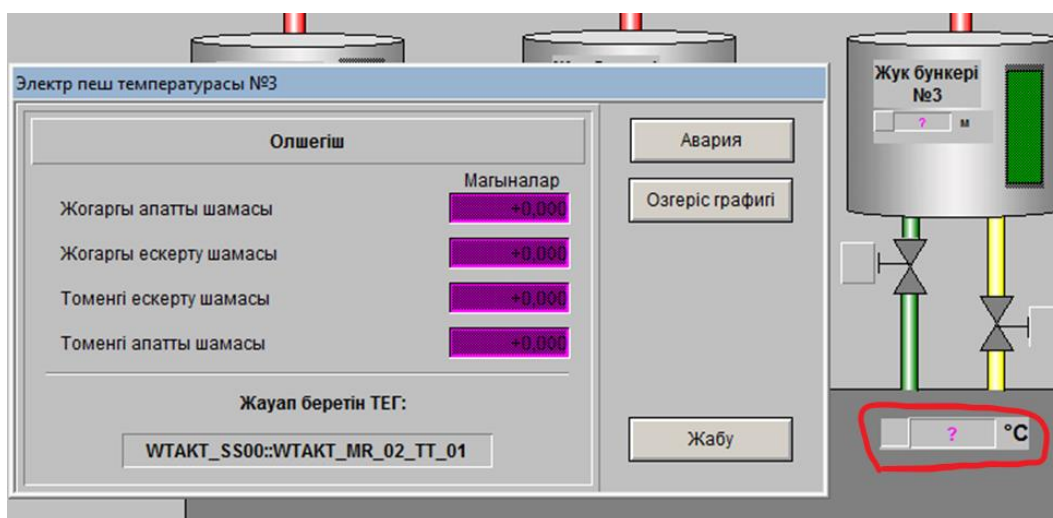 Электр пеш температурасы №3
Олшегіш
Магыналар
Жогаргы апатты шамасы
+0,000
Жогаргы ескерту шамасы
+0,000
Томенгі ескерту шамасы
+0,000
Томенгі апатты шамасы
+0,000
Жауап беретін ТЕГ:
WTAKT_SS00::WTAKT_MR_02_TT_01
Авария
Озгеріс графигі
Жабу
Жук бункері
№3
? м
? °C